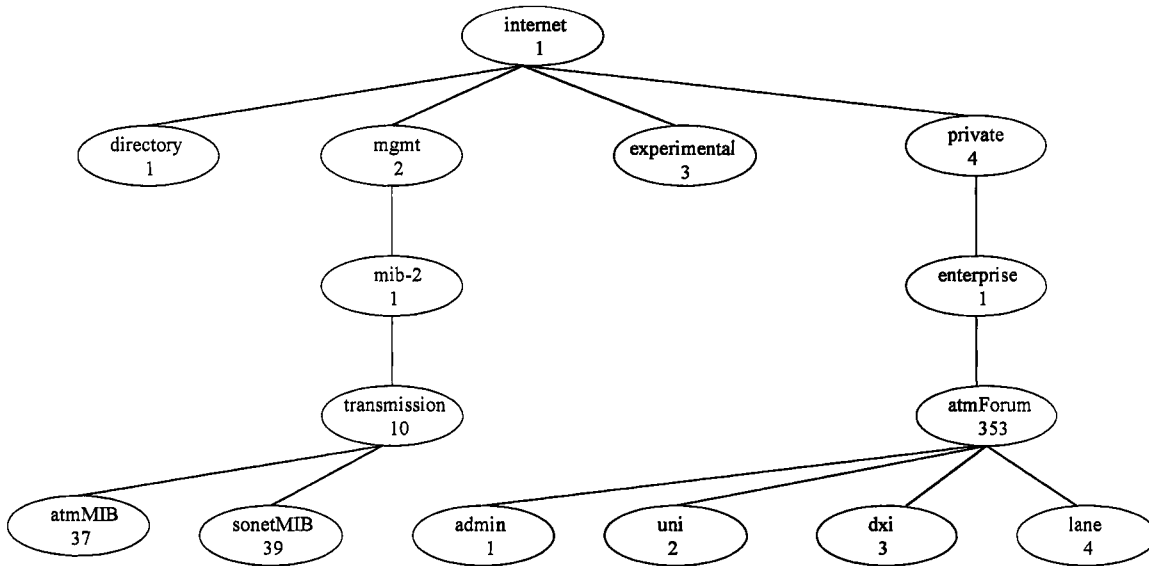 internet
1
directory
1
mgmt
2
experimental
3
private
4
mib-2
1
enterprise
1
transmission
10
atmForum
353
atmMIB
37
sonetMIB
39
admin
1
uni
2
dxi
3
lane
4